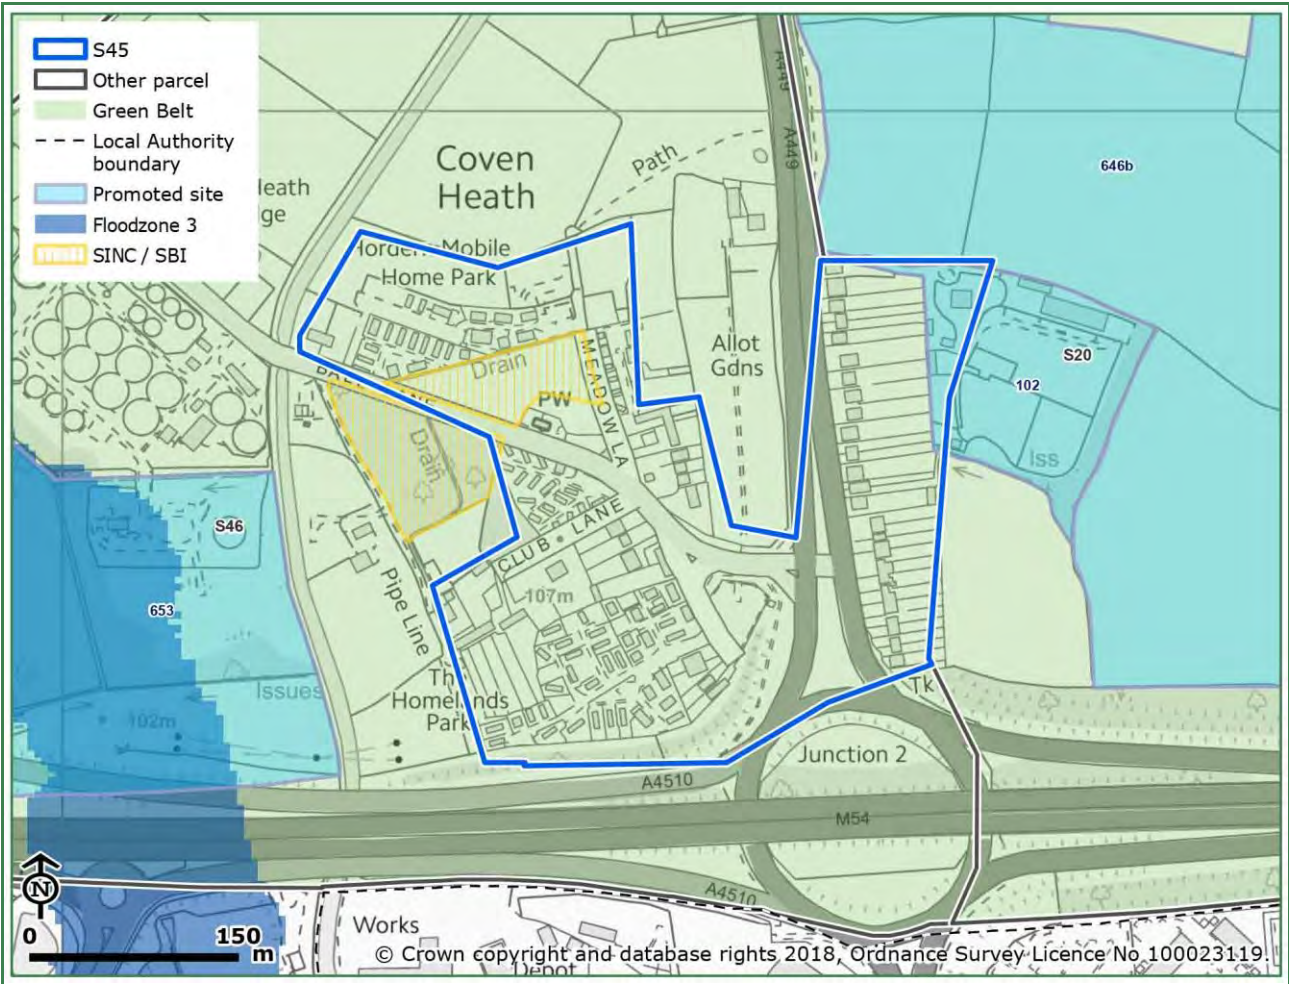 S45
Other parcel
Green Belt
Local Authority
boundary
Promoted site
Floodzone 3
SINC / SBI
A449
A449
646b
Coven
Heath
Path
Mobile
Home Park
Allot
Gdns
Drain
MEADOW LA
PW
Drain
S20
102
Iss
S46
653
CLUB LANE
107m
Pipe Line
Issues
102m
The
Homelands
Park
Tk
Junction 2
A4510
M54
A4510
N
0 150
m
Works
Depot
© Crown copyright and database rights 2018, Ordnance Survey Licence No 100023119.